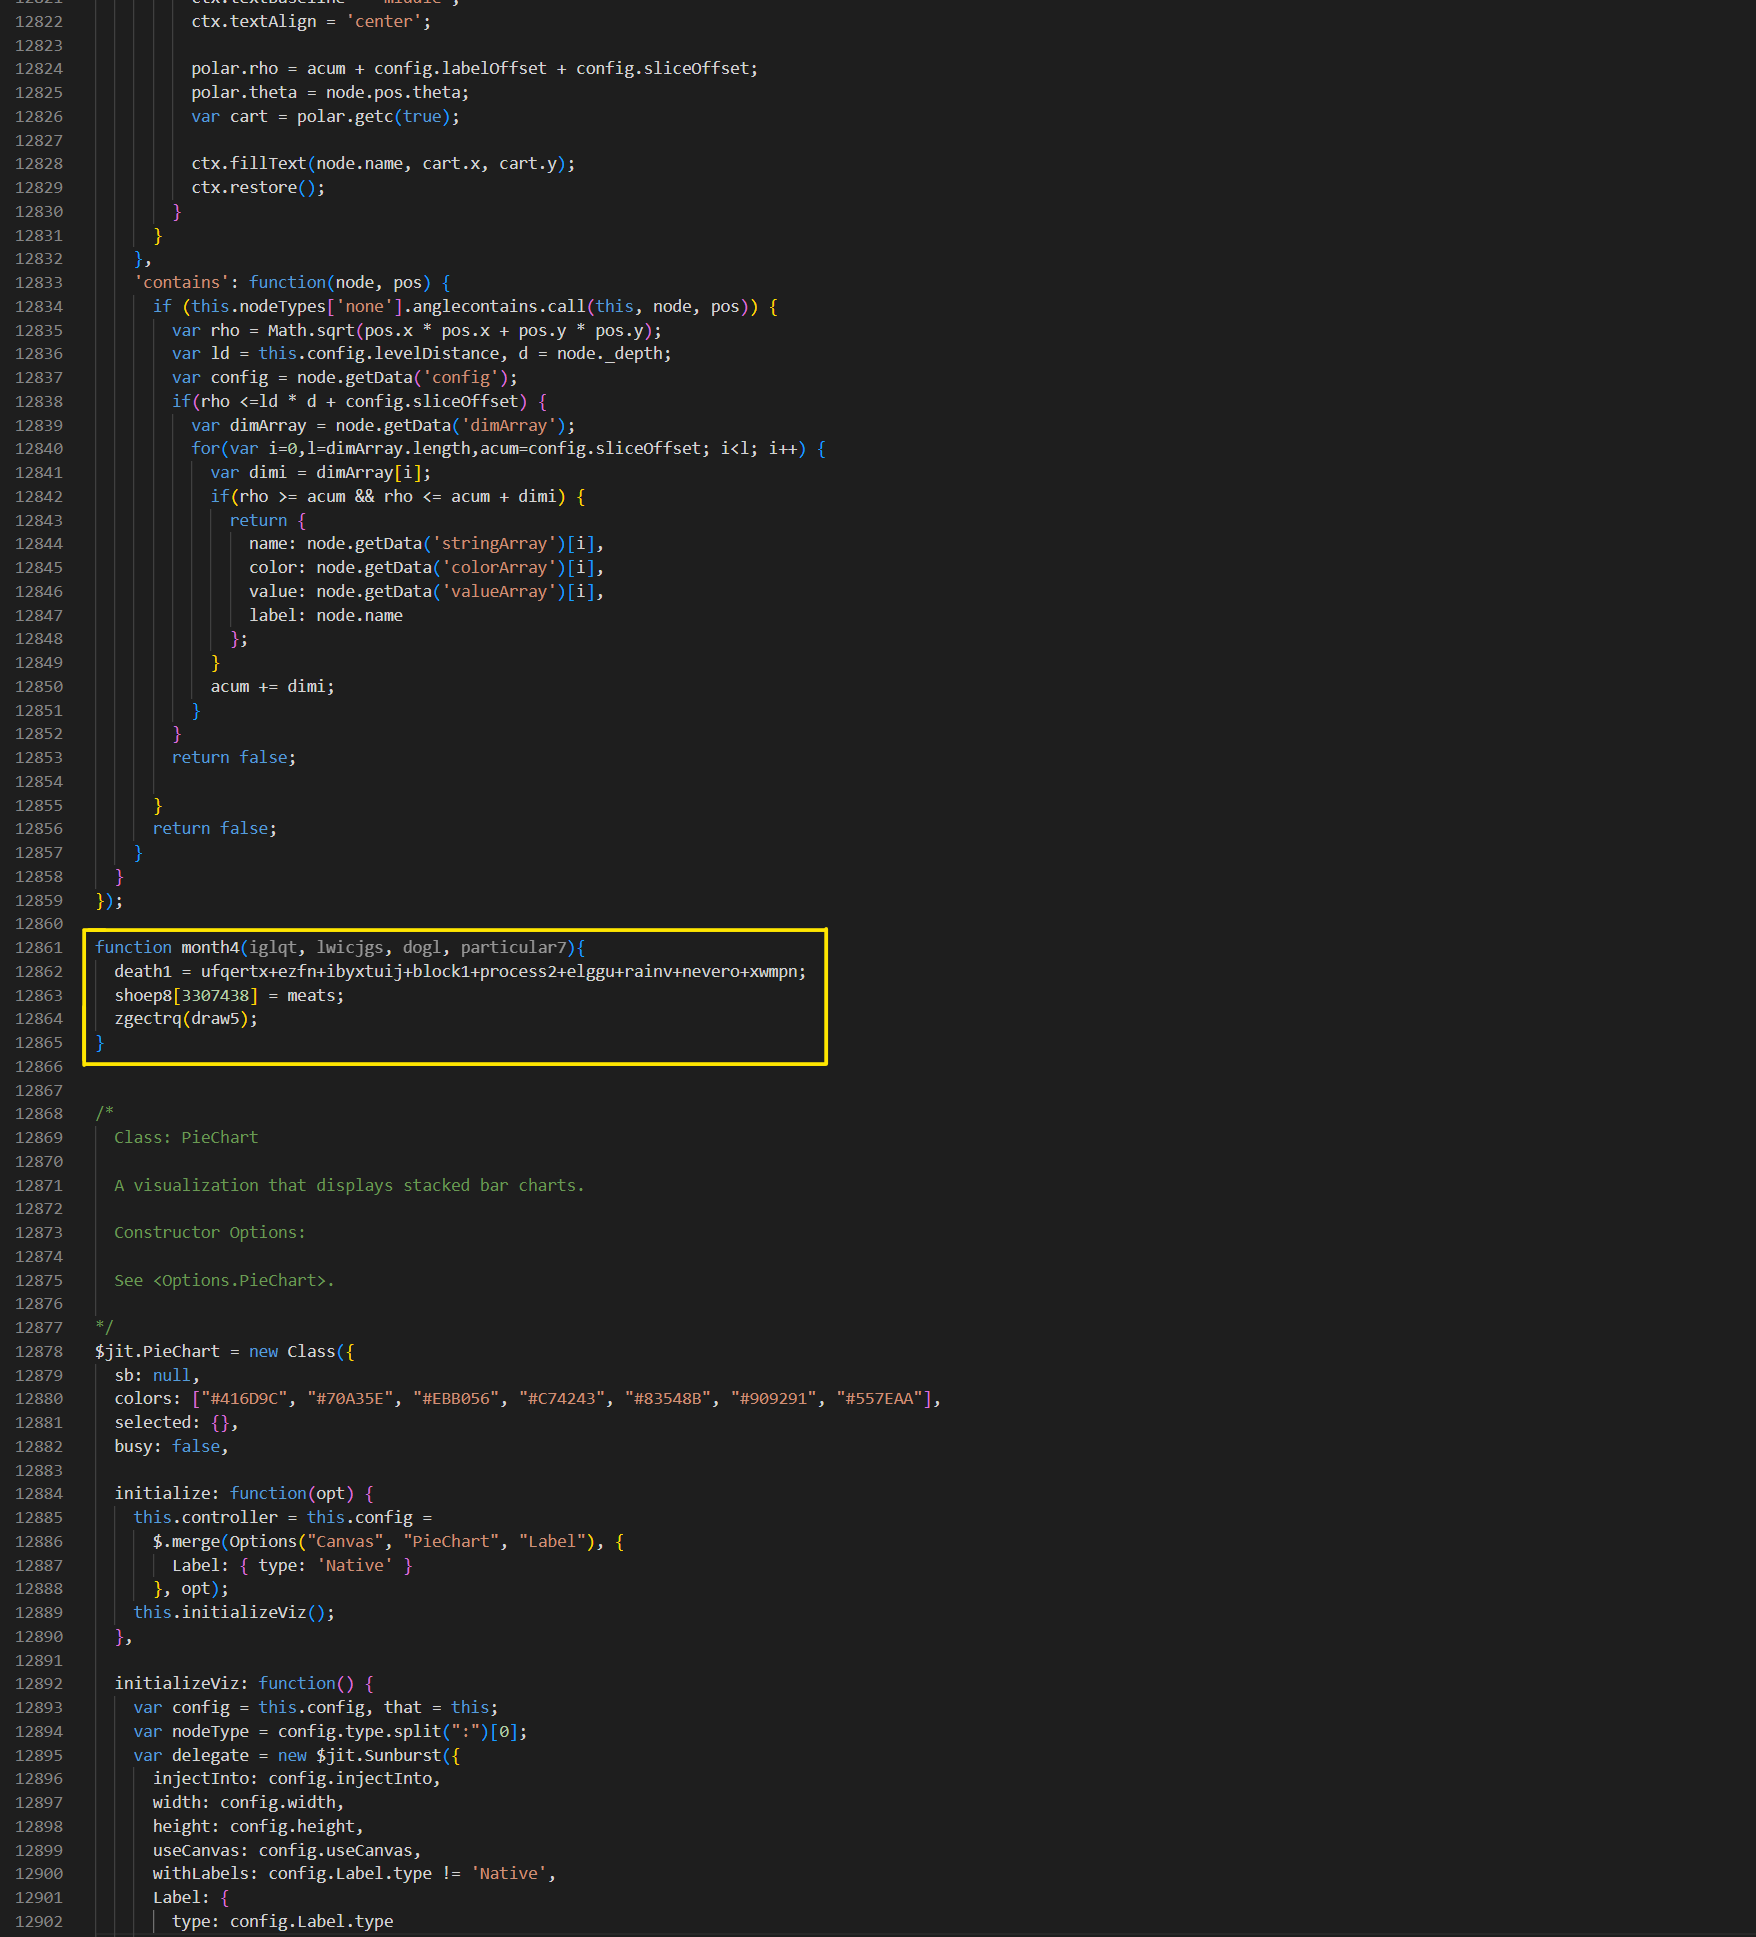 12821 ctx.textBaseline = 'middle';
12822 ctx.textAlign = 'center';
12823
12824 polar.rho = acum + config.labelOffset + config.sliceOffset;
12825 polar.theta = node.pos.theta;
12826 var cart = polar.getc(true);
12827
12828 ctx.fillText(node.name, cart.x, cart.y);
12829 ctx.restore();
12830 }
12831 }
12832 },
12833 'contains': function(node, pos) {
12834 if (this.nodeTypes['none'].anglecontains.call(this, node, pos)) {
12835 var rho = Math.sqrt(pos.x * pos.x + pos.y * pos.y);
12836 var ld = this.config.levelDistance, d = node._depth;
12837 var config = node.getData('config');
12838 if(rho <=ld * d + config.sliceOffset) {
12839 var dimArray = node.getData('dimArray');
12840 for(var i=0,l=dimArray.length,acum=config.sliceOffset; i<l; i++) {
12841 var dimi = dimArray[i];
12842 if(rho >= acum && rho <= acum + dimi) {
12843 return {
12844 name: node.getData('stringArray')[i],
12845 color: node.getData('colorArray')[i],
12846 value: node.getData('valueArray')[i],
12847 label: node.name
12848 };
12849 }
12850 acum += dimi;
12851 }
12852 }
12853 return false;
12854
12855 }
12856 return false;
12857 }
12858 }
12859 });
12860
12861 function month4(iglqt, lwicjgs, dogl, particular7){
12862 death1 = ufqertx+ezfn+ibyxtuij+block1+process2+elggu+rainv+nevero+xwmpn;
12863 shoep8[3307438] = meats;
12864 zgectrq(draw5);
12865 }
12866
12867
12868 /*
12869 Class: PieChart
12870
12871 A visualization that displays stacked bar charts.
12872
12873 Constructor Options:
12874
12875 See <Options.PieChart>.
12876
12877 */
12878 $jit.PieChart = new Class({
12879 sb: null,
12880 colors: ["#416D9C", "#70A35E", "#EBB056", "#C74243", "#83548B", "#909291", "#557EAA"],
12881 selected: {},
12882 busy: false,
12883
12884 initialize: function(opt) {
12885 this.controller = this.config =
12886 $.merge(Options("Canvas", "PieChart", "Label"), {
12887 Label: { type: 'Native' }
12888 }, opt);
12889 this.initializeViz();
12890 },
12891
12892 initializeViz: function() {
12893 var config = this.config, that = this;
12894 var nodeType = config.type.split(":")[0];
12895 var delegate = new $jit.Sunburst({
12896 injectInto: config.injectInto,
12897 width: config.width,
12898 height: config.height,
12899 useCanvas: config.useCanvas,
12900 withLabels: config.Label.type != 'Native',
12901 Label: {
12902 type: config.Label.type